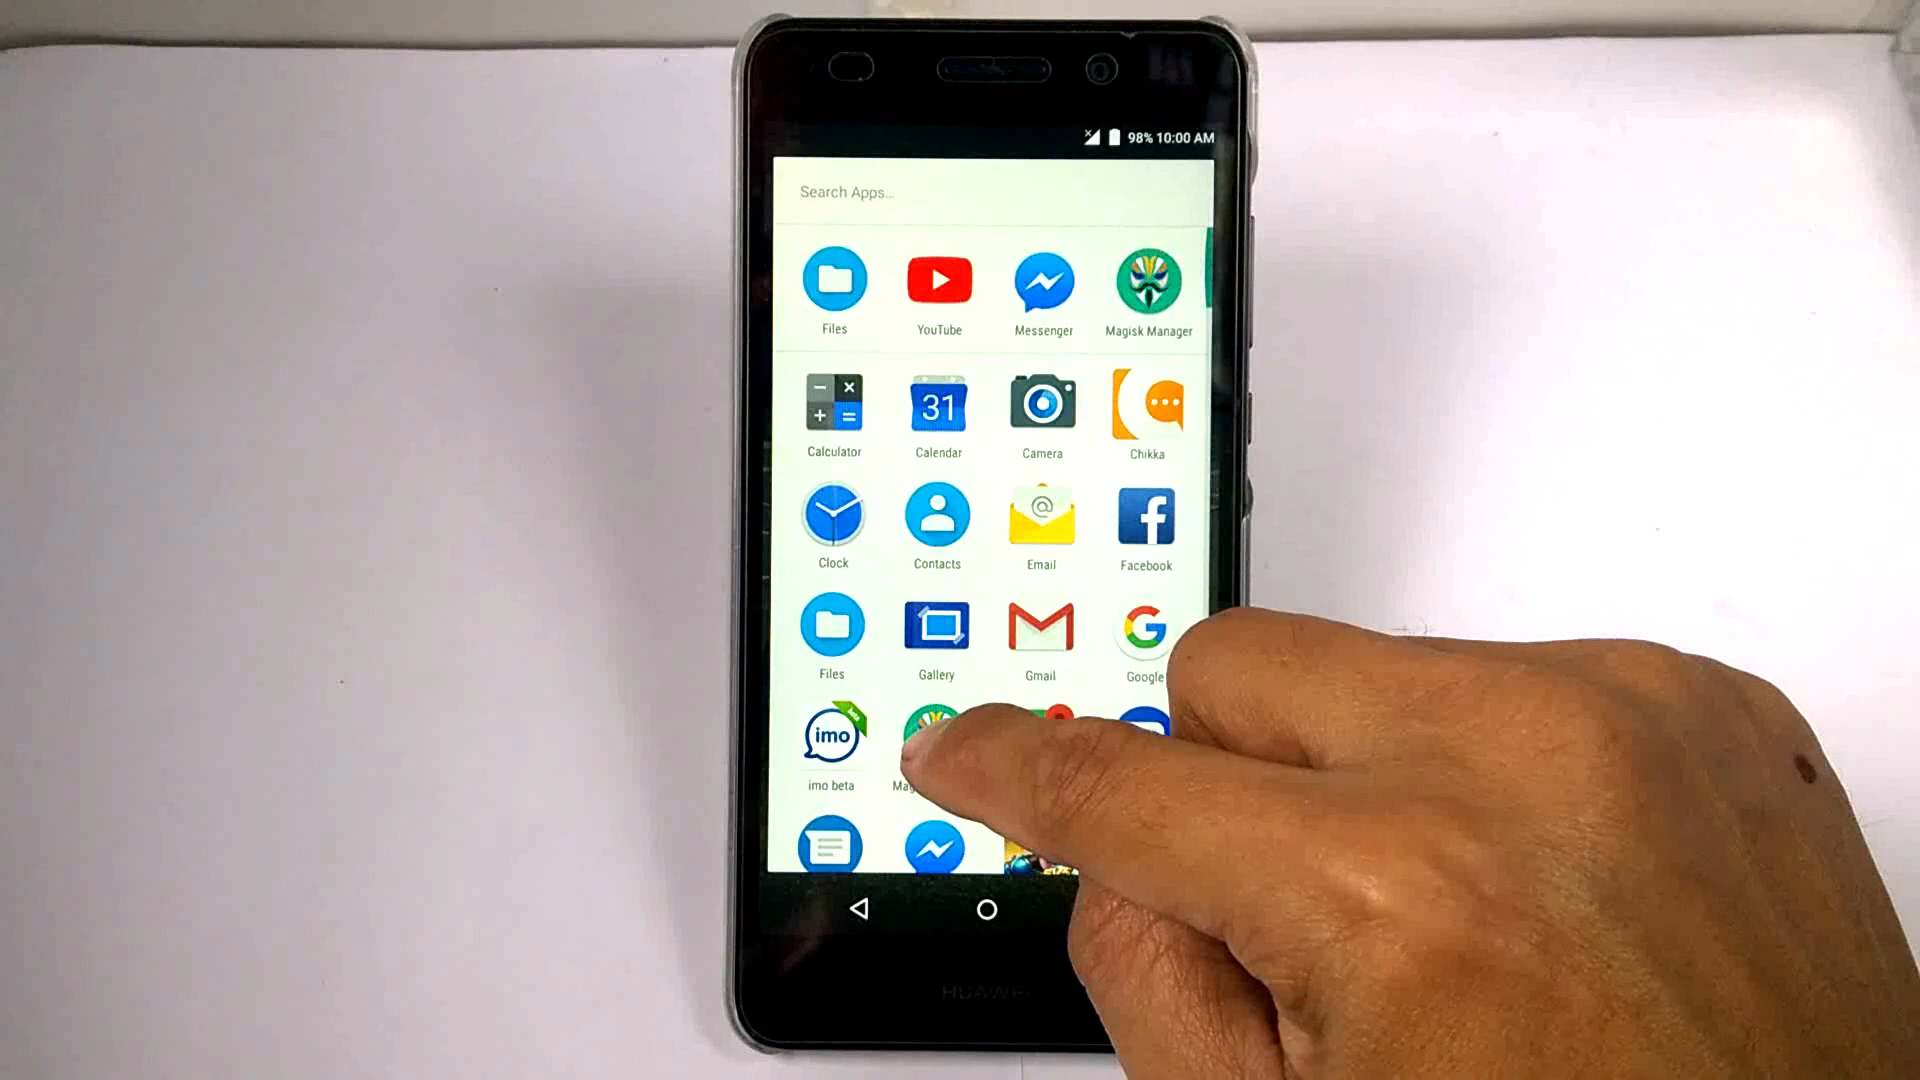 98% 10:00 AM
Search Apps...
Files YouTube Messenger Magisk Manager
31
Calculator Calendar Camera Chikka
Clock Contacts Email Facebook
Files Gallery Gmail Google
imo
imo beta
HUAWEI